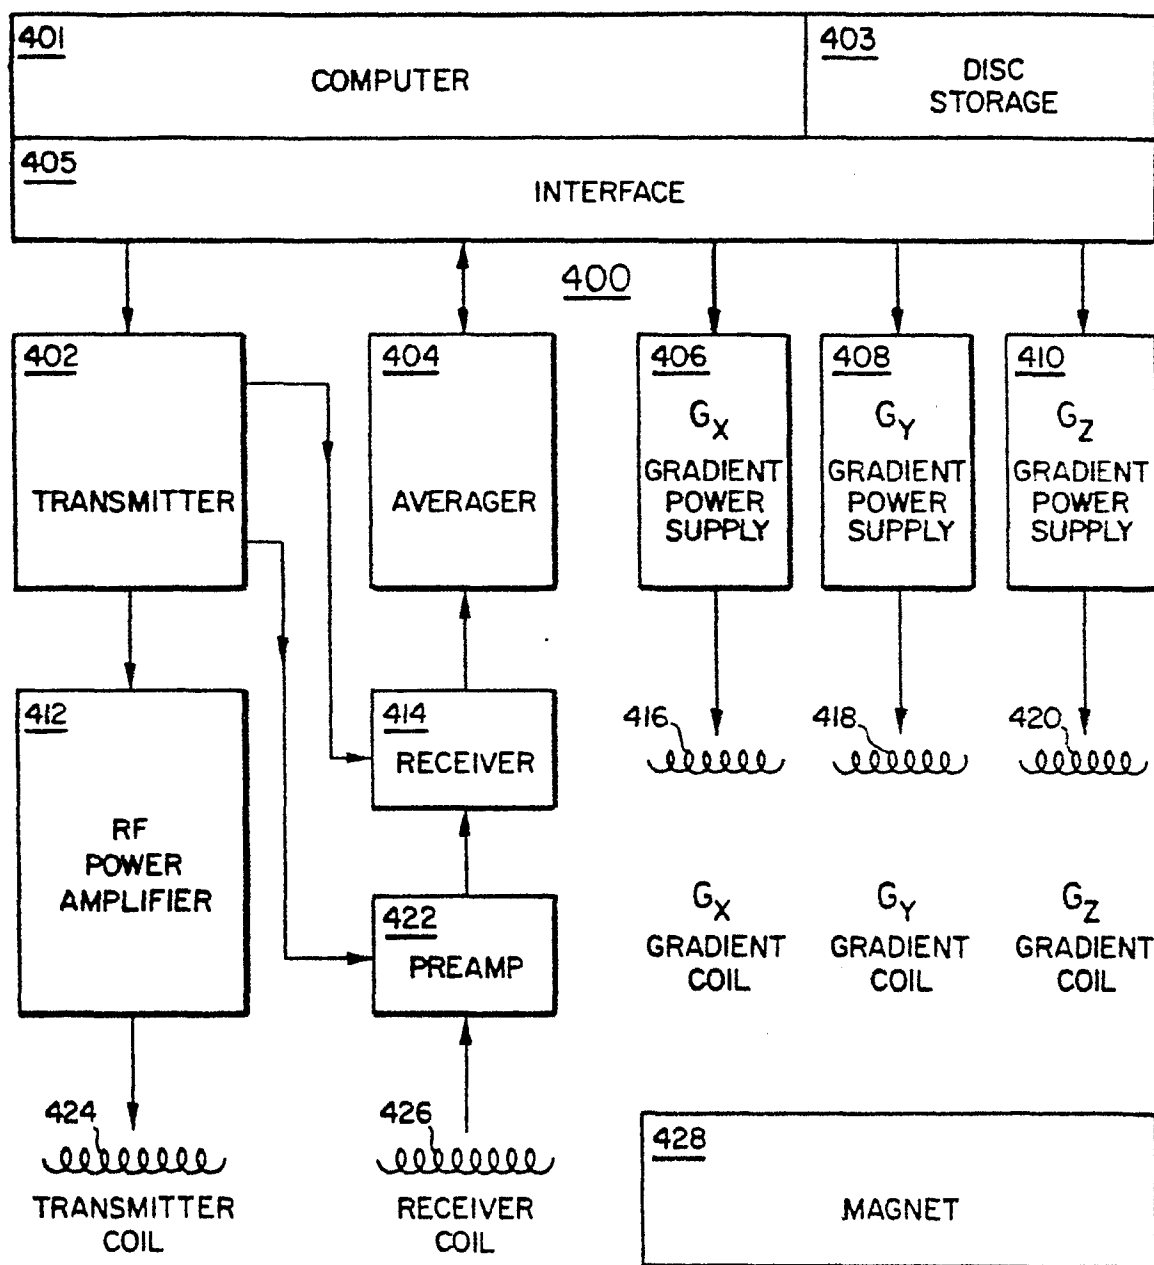 401
COMPUTER
403
DISC
STORAGE
405
INTERFACE
400
402
TRANSMITTER
404
AVERAGER
406
GX
GRADIENT
POWER
SUPPLY
408
GY
GRADIENT
POWER
SUPPLY
410
GZ
GRADIENT
POWER
SUPPLY
412
RF
POWER
AMPLIFIER
414
RECEIVER
416
418
420
422
PREAMP
GX
GRADIENT
COIL
GY
GRADIENT
COIL
GZ
GRADIENT
COIL
424
TRANSMITTER
COIL
426
RECEIVER
COIL
428
MAGNET